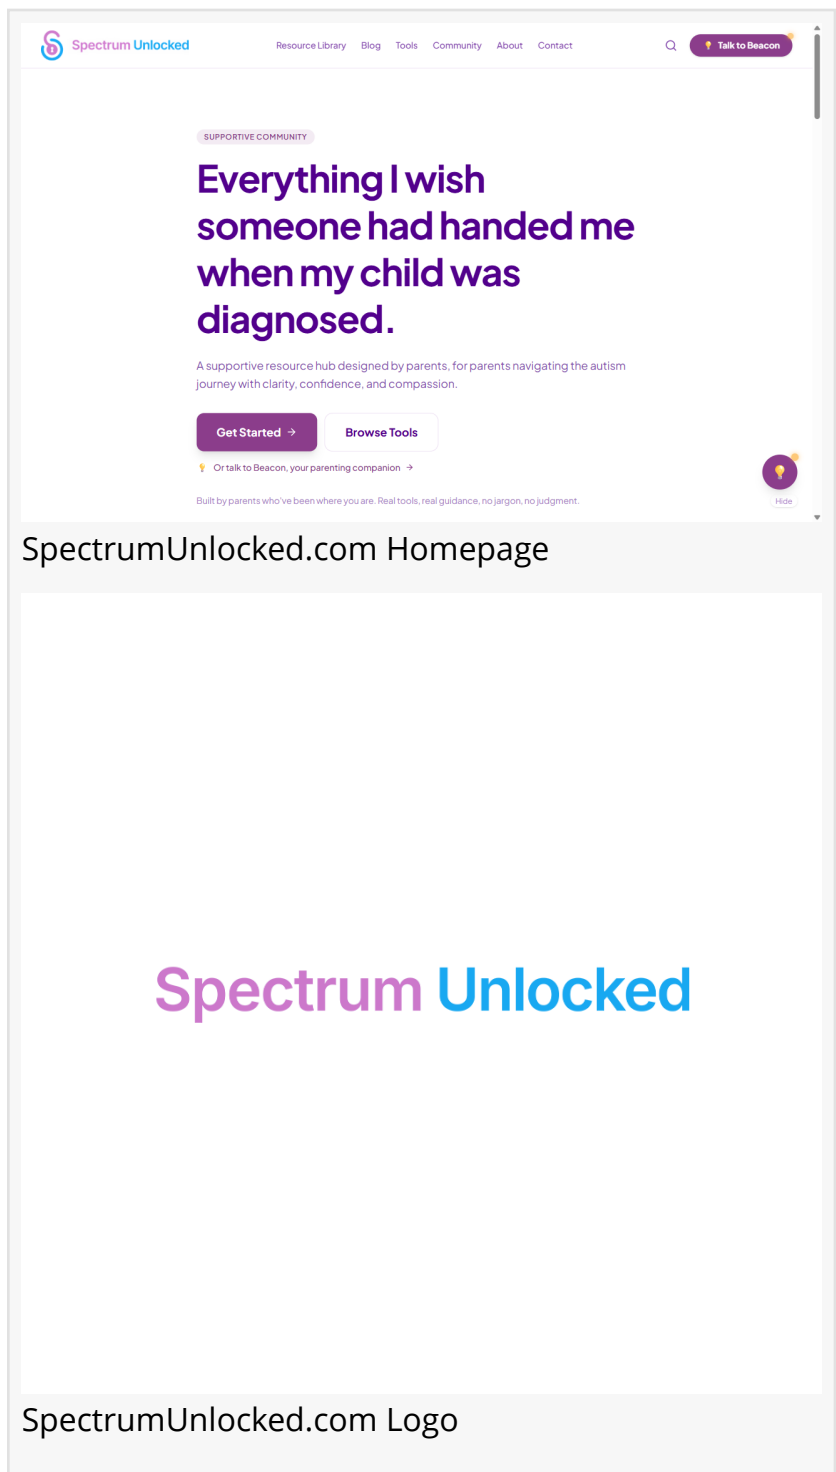 Spectrum Unlocked
Resource Library Blog Tools Community About Contact
Talk to Beacon
SUPPORTIVE COMMUNITY
Everything I wish
someone had handed me
when my child was
diagnosed.
A supportive resource hub designed by parents, for parents navigating the autism
journey with clarity, confidence, and compassion.
Get Started →
Browse Tools
Or talk to Beacon, your parenting companion →
Built by parents who've been where you are. Real tools, real guidance, no jargon, no judgment.
Hide
SpectrumUnlocked.com Homepage
Spectrum Unlocked
SpectrumUnlocked.com Logo